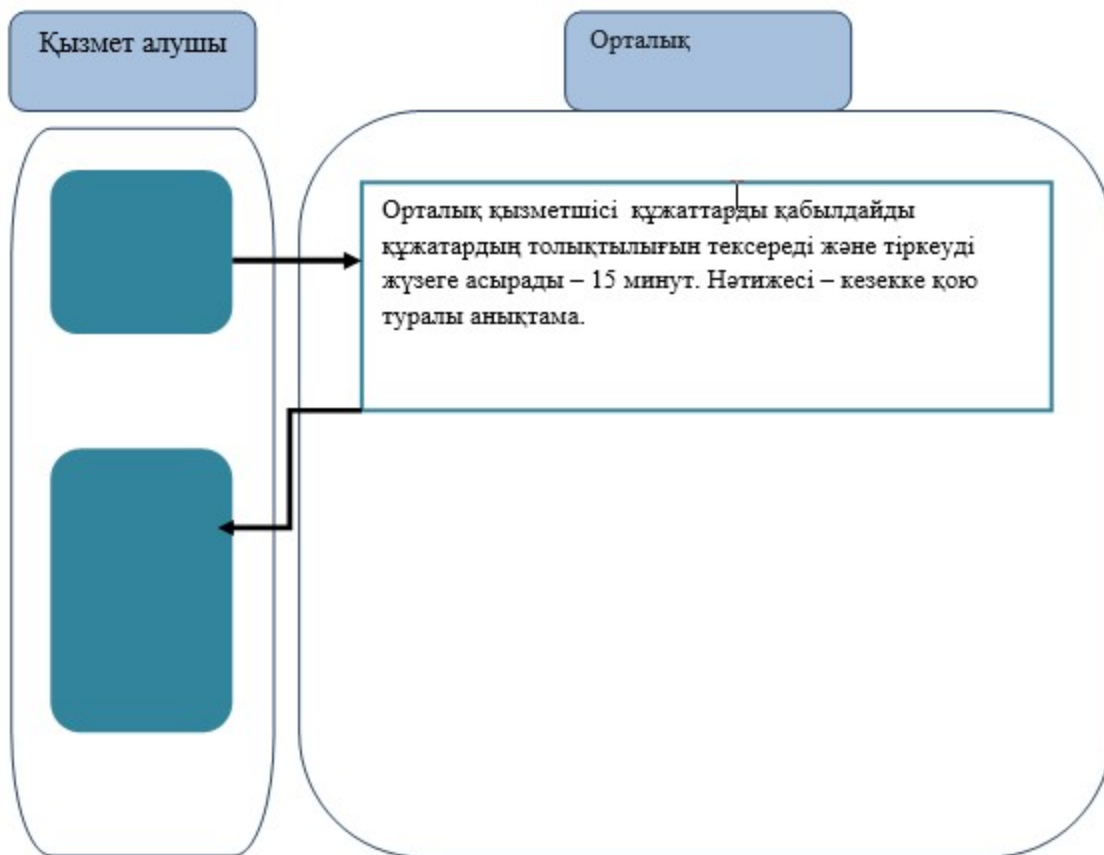 Қызмет алушы
Орталық
Орталық қызметшісі құжаттарды қабылдайды
құжатардың толықтылығын тексереді және тіркеуді
жүзеге асырады – 15 минут. Нәтижесі – кезекке қою
туралы анықтама.